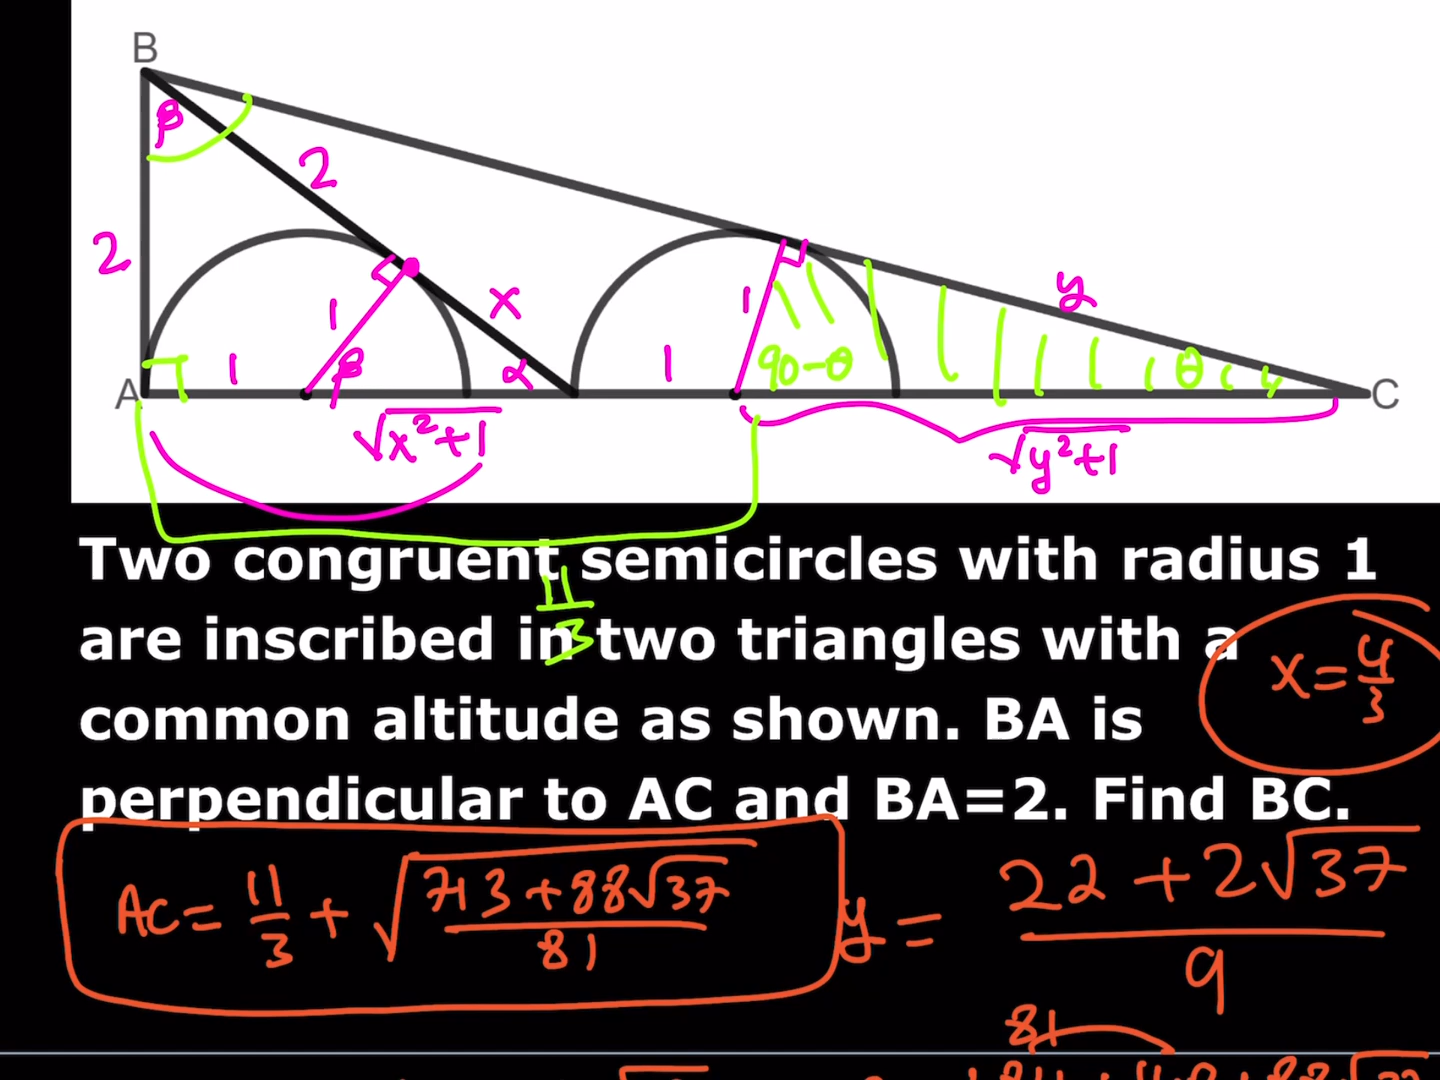 B
β
2
2
x
y
1
1
1
A
1
β
α
90-θ
θ
C
√x²+1
√y²+1
Two congruent semicircles with radius 1
11/3
are inscribed in two triangles with a
x=4/3
common altitude as shown. BA is
perpendicular to AC and BA=2. Find BC.
AC= 11/3 + √(713+88√37)/81
y = (22+2√37)/9
81